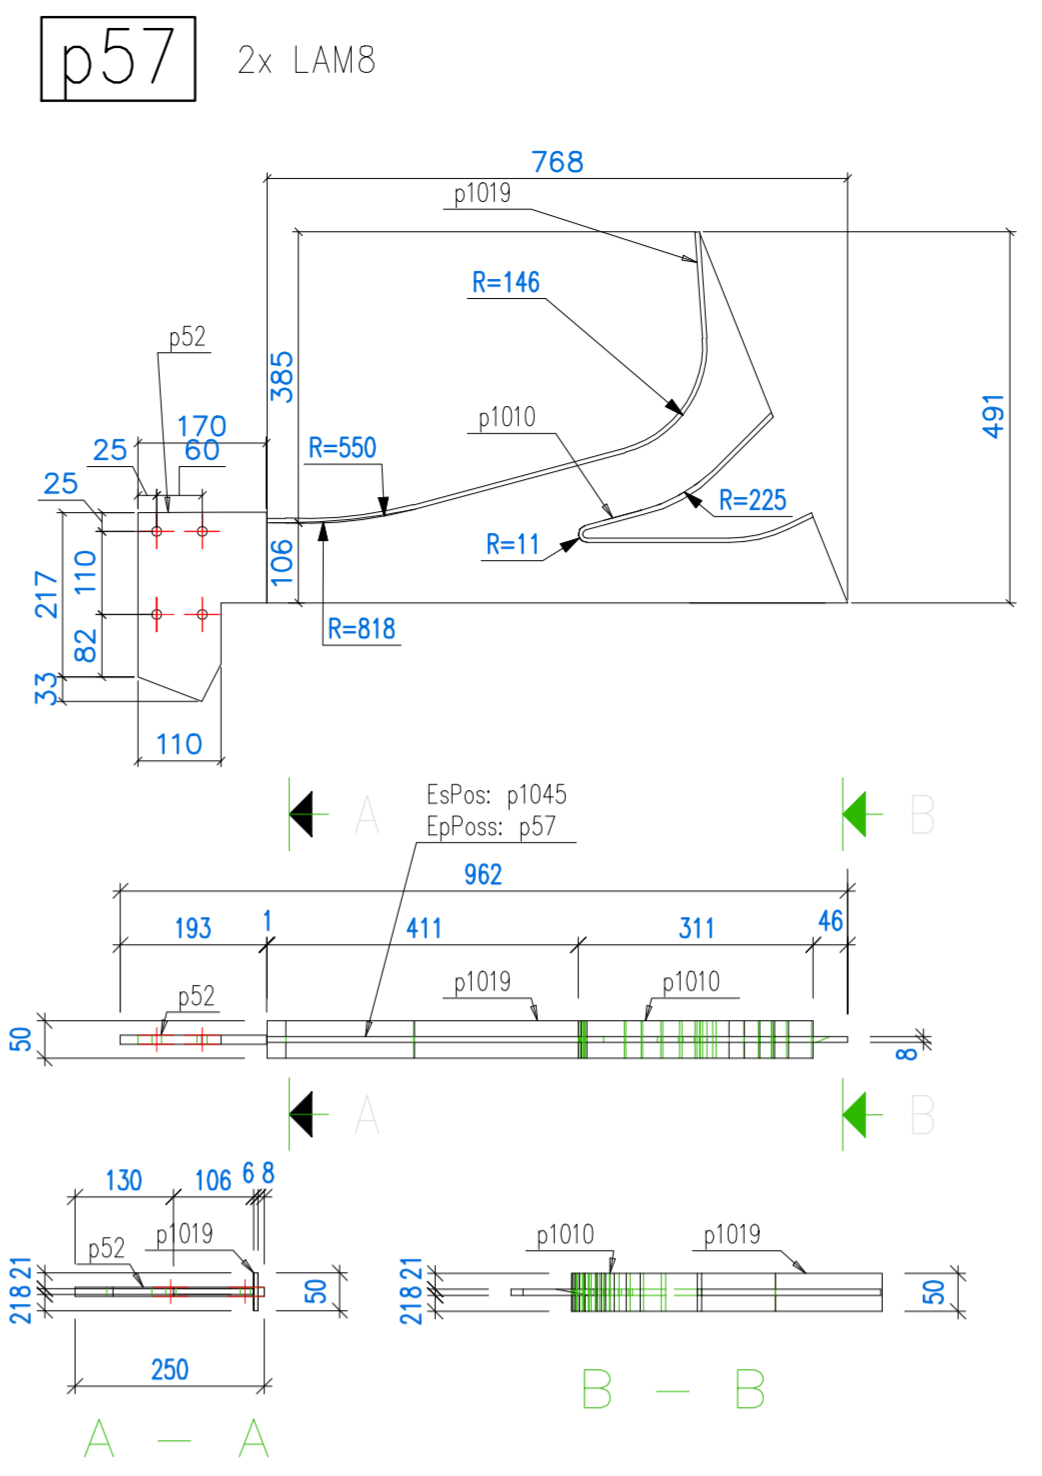 p57 2x LAM8
768
p1019
R=146
p52
385
491
170
p1010
25 60
R=550
25
R=225
R=11
106
110
217
R=818
82
33
110
EsPos: p1045
A B
EpPoss: p57
962
193 1 411 311 46
p1019 p1010
p52
50
8
A B
130 106 6 8
p1019 p1010 p1019
p52
21 21
8 50 8 50
21 21
250
B - B
A - A